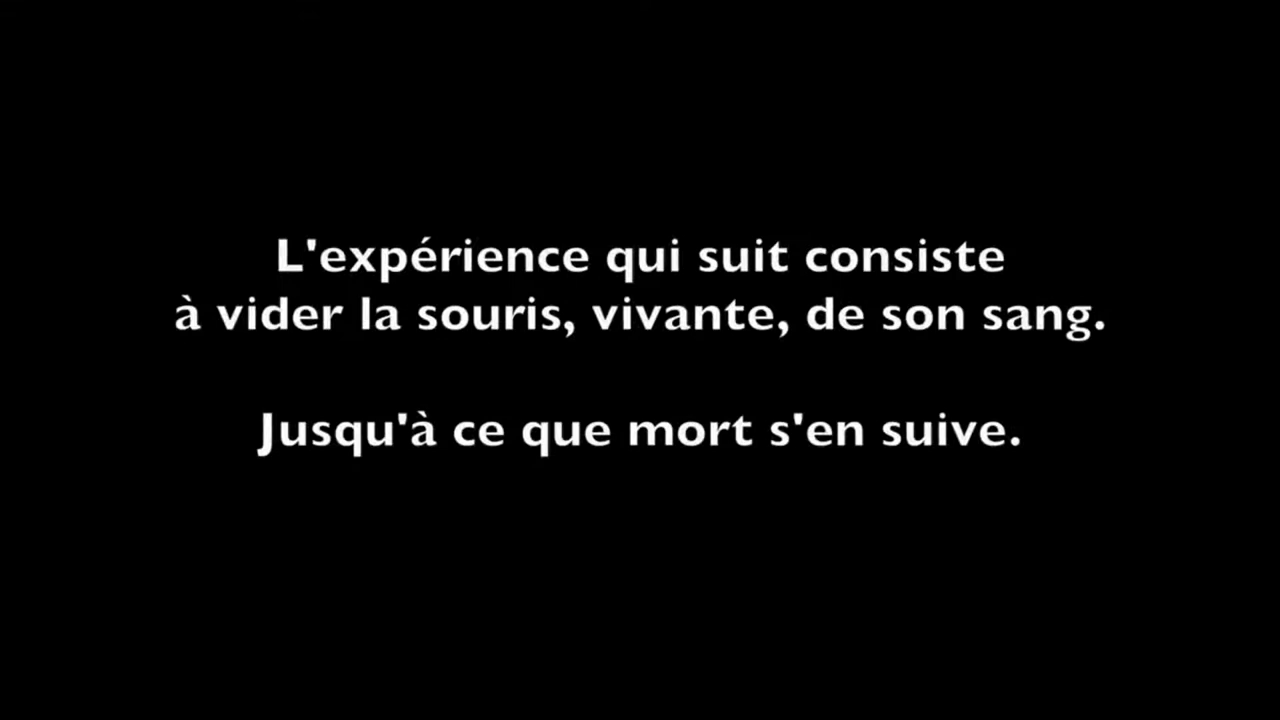 L'expérience qui suit consiste
à vider la souris, vivante, de son sang.
Jusqu'à ce que mort s'en suive.